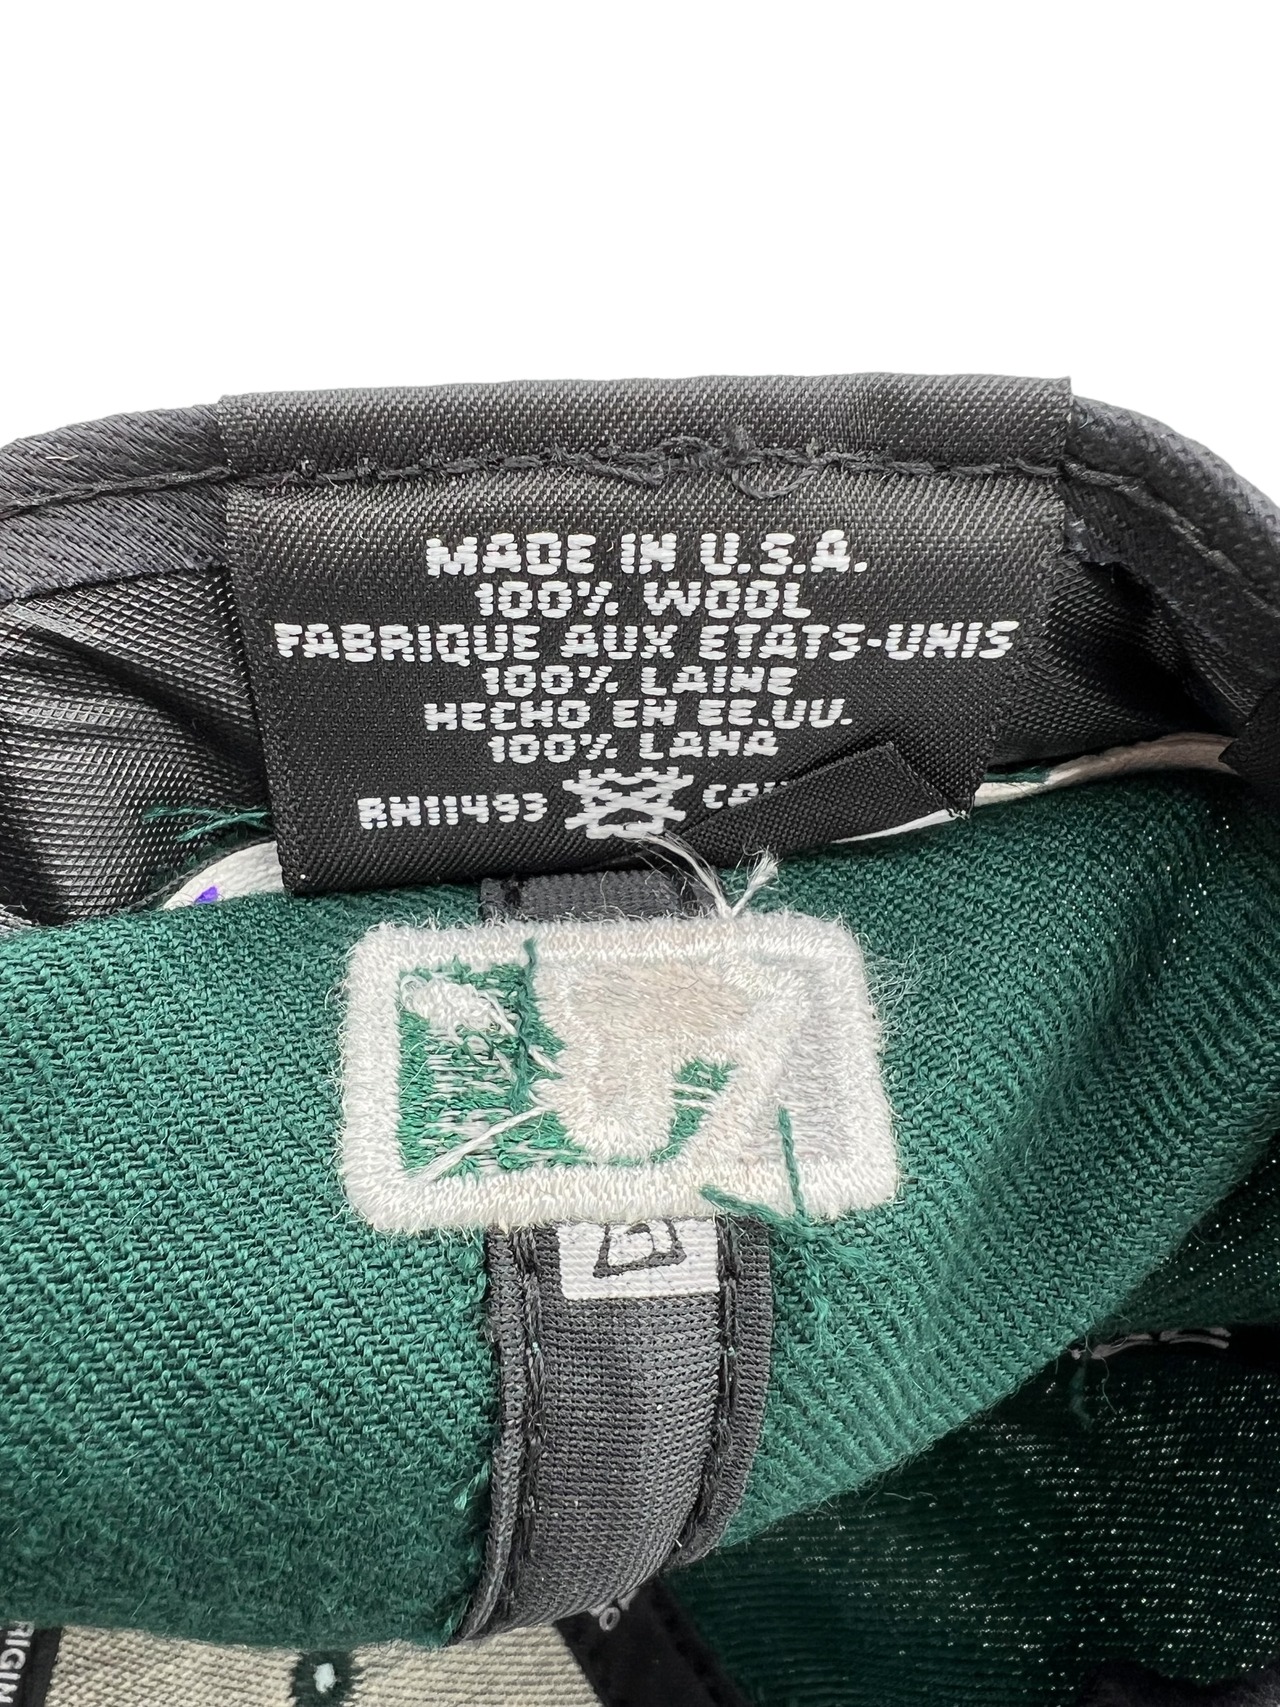 MADE IN U.S.A.
100% WOOL
FABRIQUE AUX ETATS-UNIS
100% LAINE
HECHO EN EE.UU.
100% LANA
RN11493